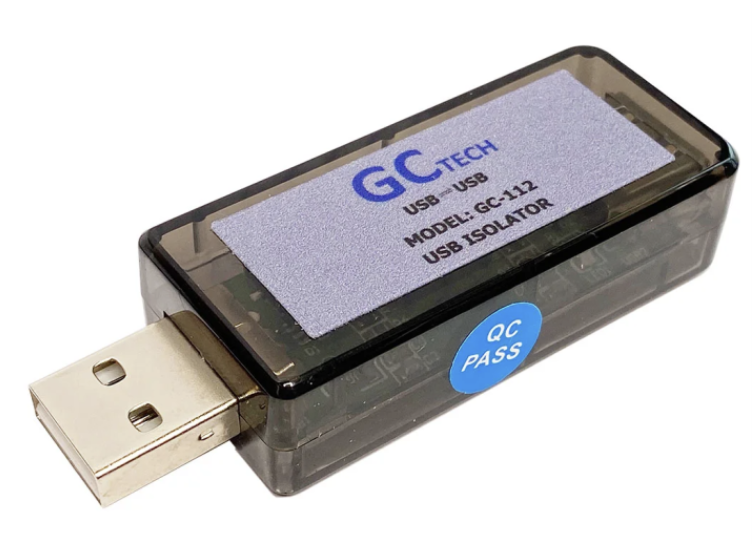 GCTECH
USB — USB
MODEL: GC-112
USB ISOLATOR
QC
PASS